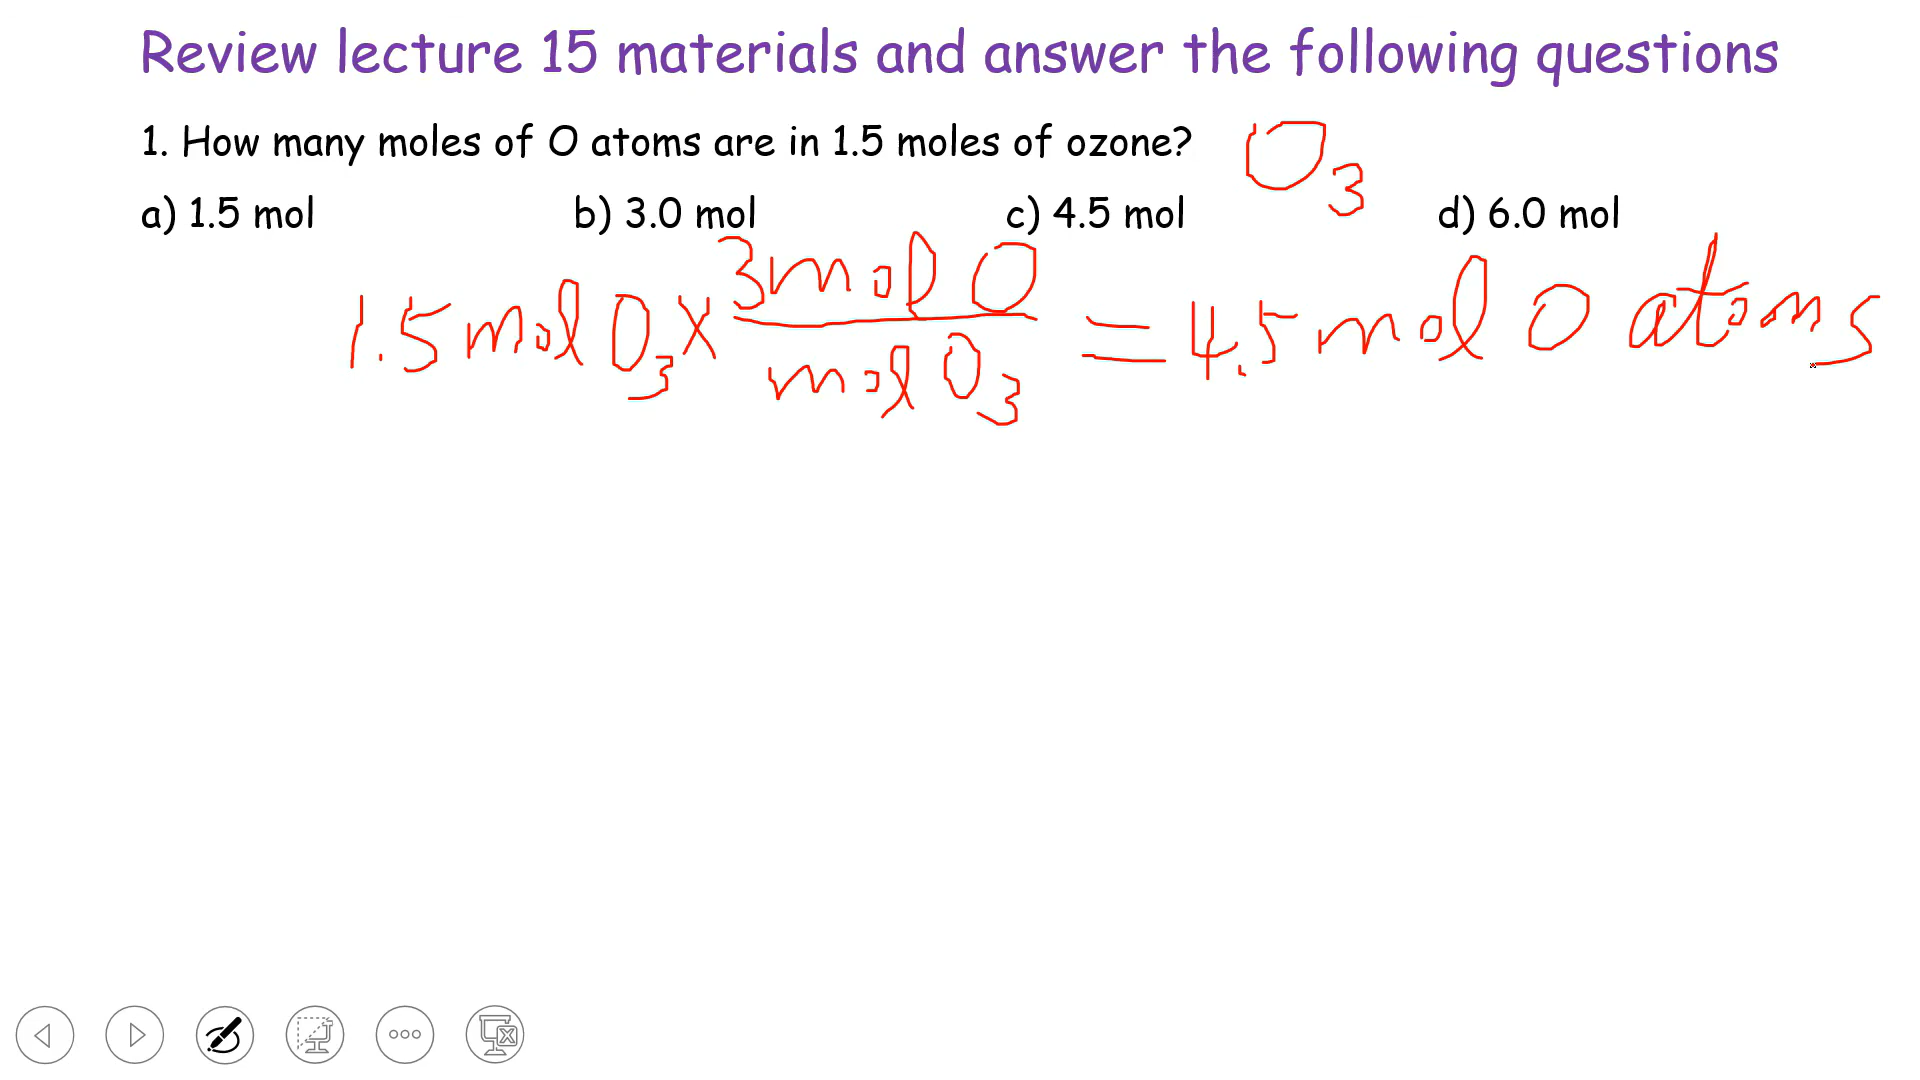 Review lecture 15 materials and answer the following questions
1. How many moles of O atoms are in 1.5 moles of ozone? O₃
a) 1.5 mol b) 3.0 mol c) 4.5 mol d) 6.0 mol
3 mol O
1.5 mol O₃ x = 4.5 mol O atoms
mol O₃